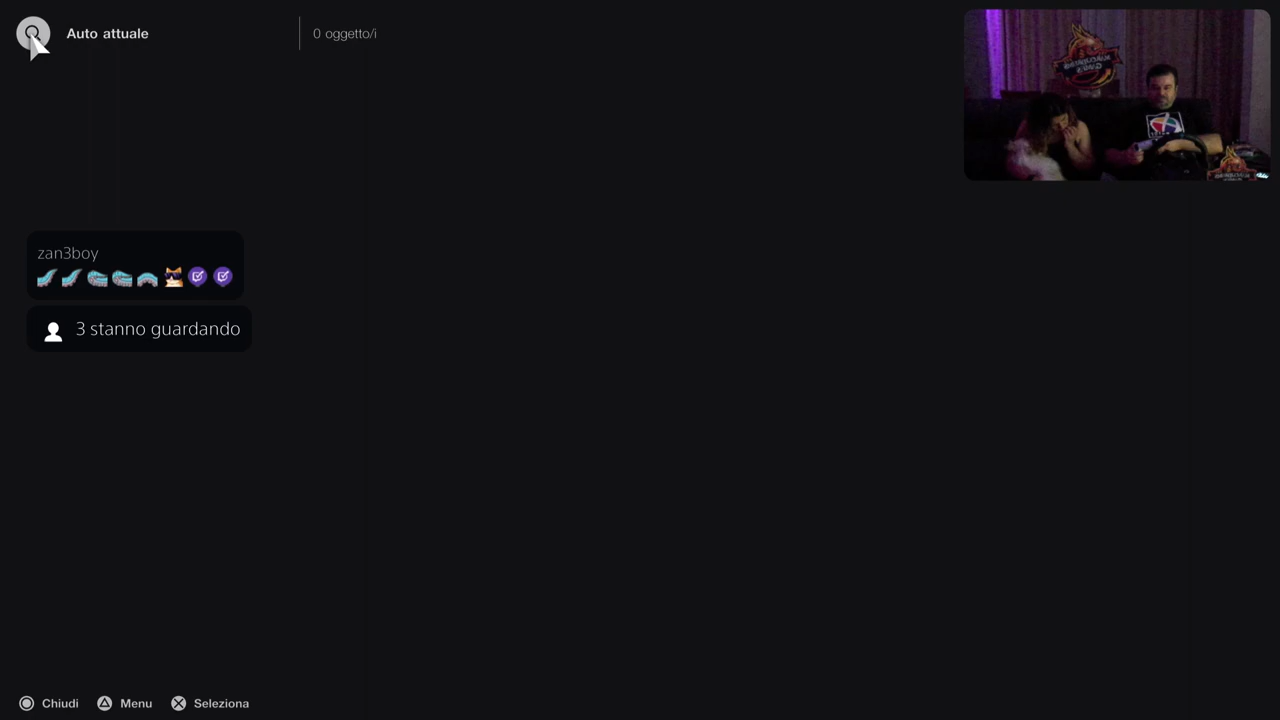 Auto attuale
0 oggetto/i
zan3boy
3 stanno guardando
Chiudi
Menu
Seleziona